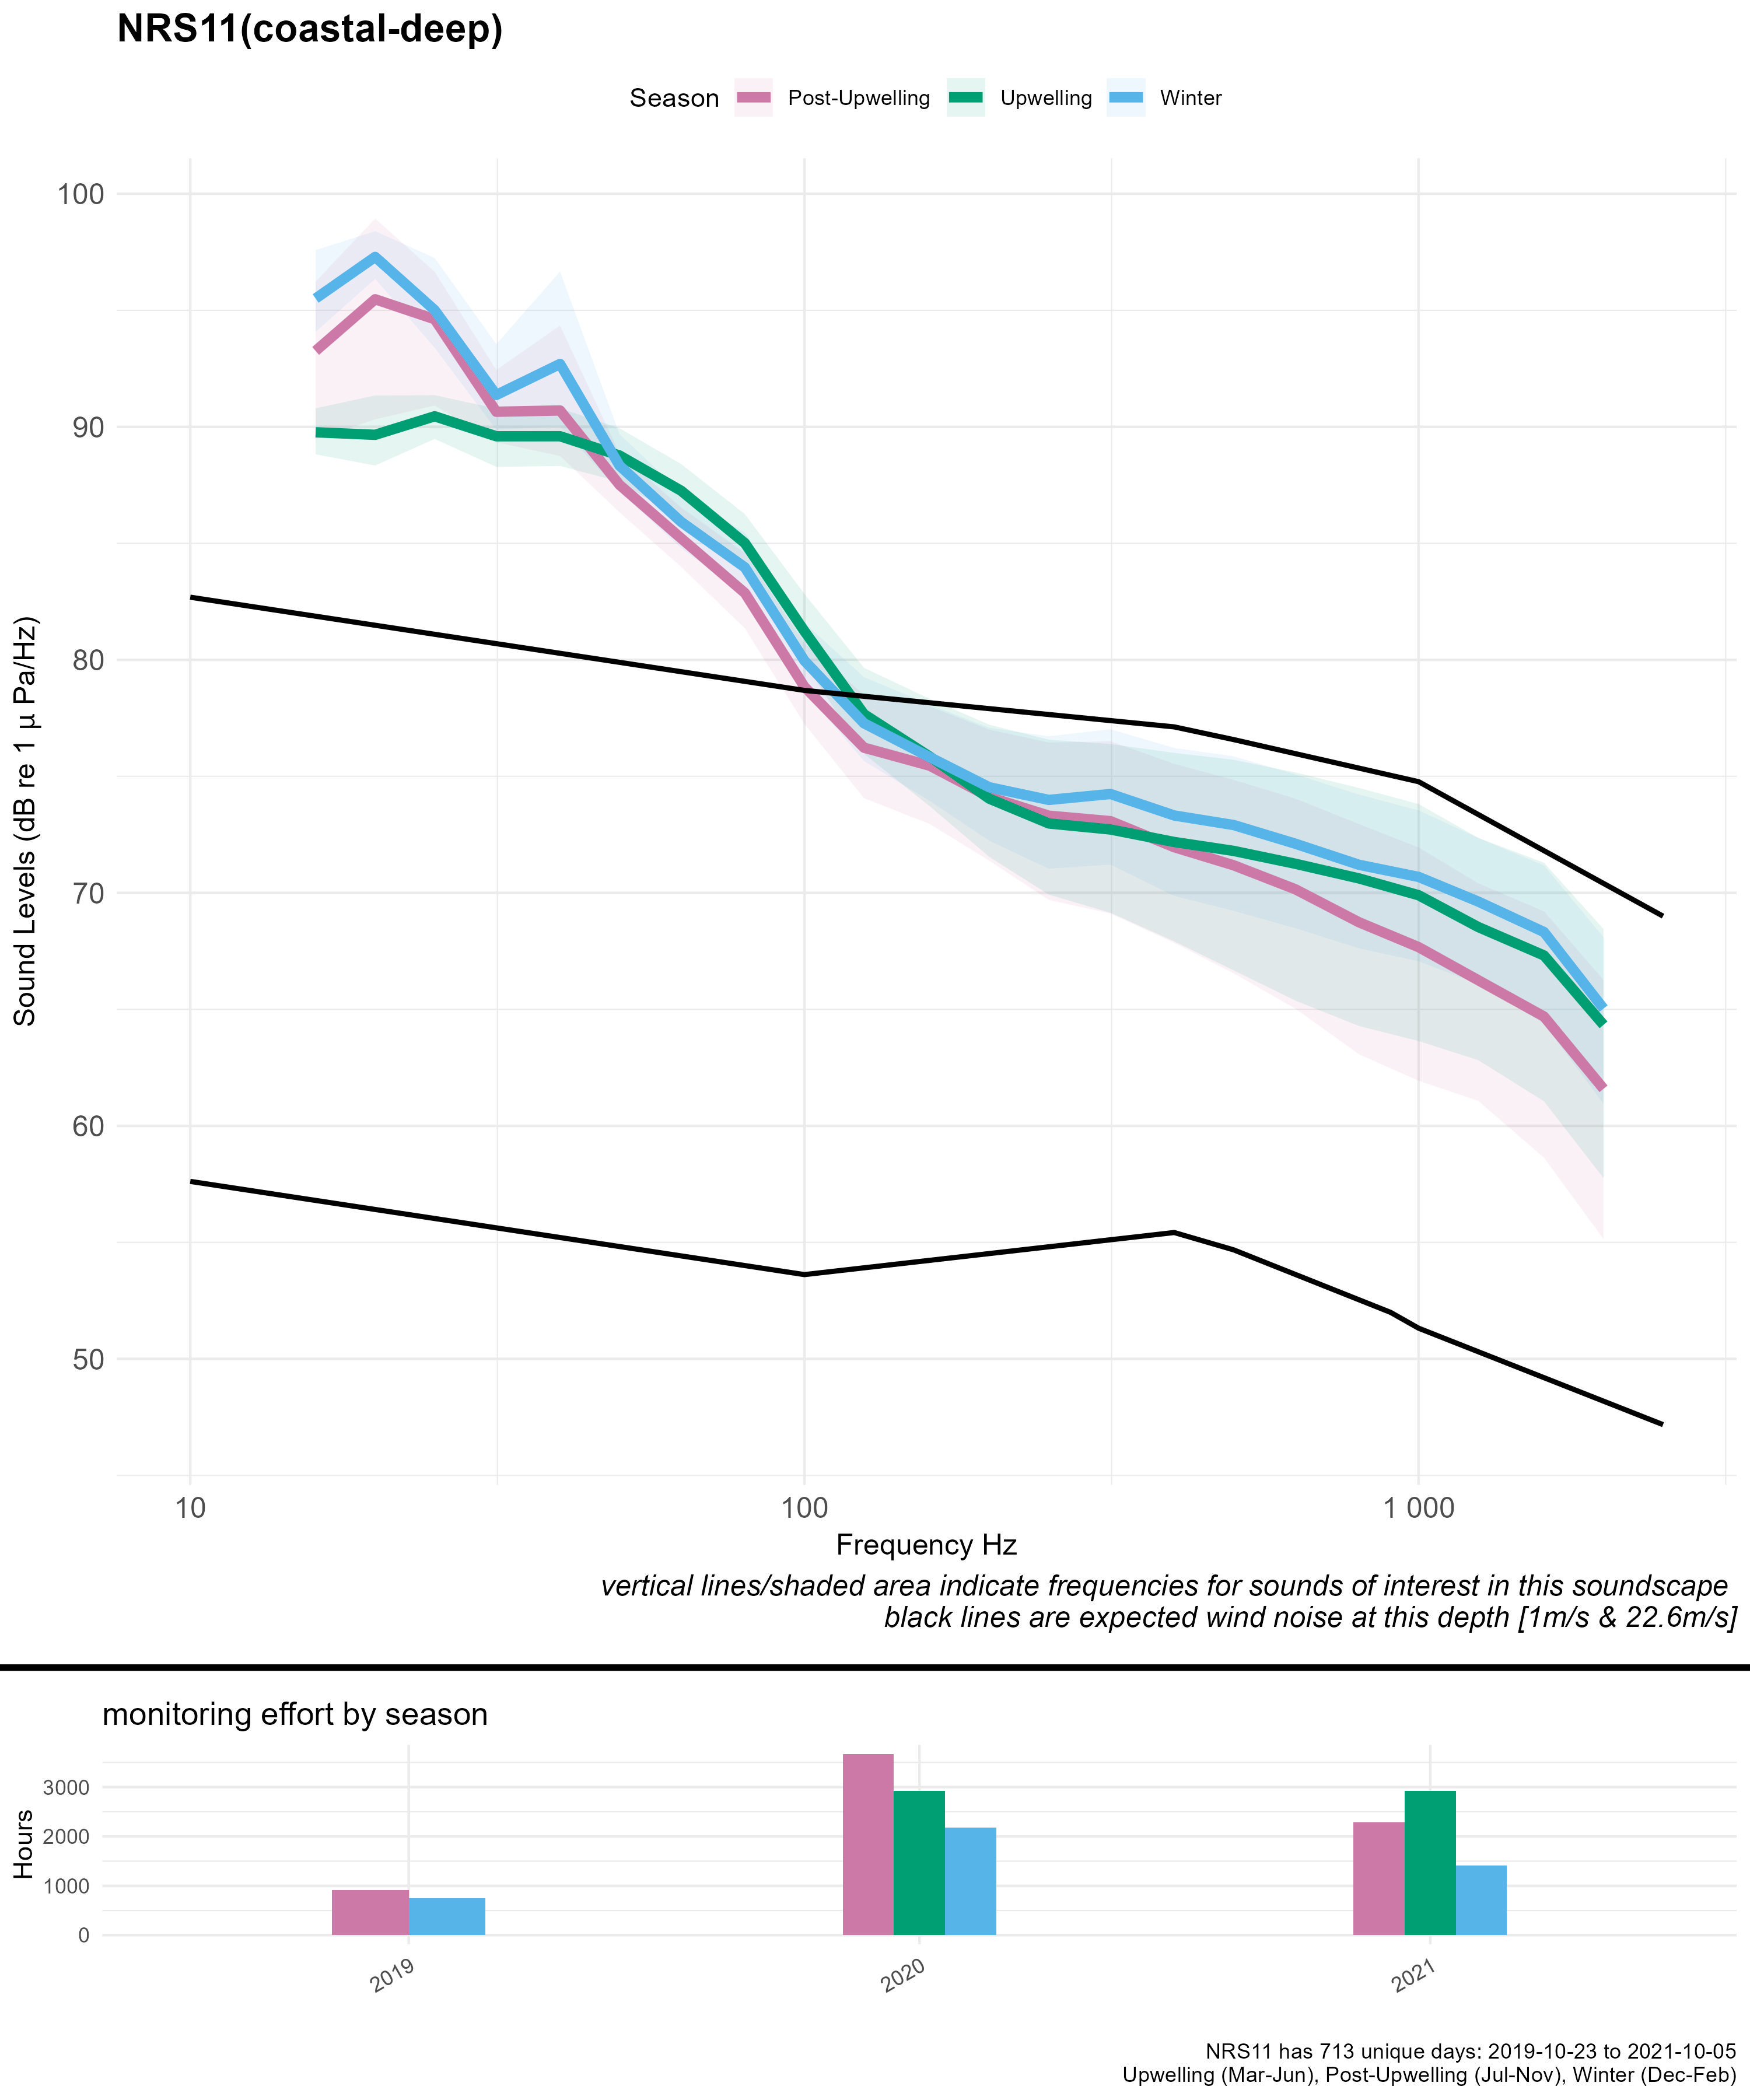 NRS11(coastal-deep)
Season Post-Upwelling Upwelling Winter
Sound Levels (dB re 1 µ Pa/Hz)
100
90
80
70
60
50
10 100 1 000
Frequency Hz
vertical lines/shaded area indicate frequencies for sounds of interest in this soundscape
black lines are expected wind noise at this depth [1m/s & 22.6m/s]
monitoring effort by season
Hours
3000
2000
1000
0
2019 2020 2021
NRS11 has 713 unique days: 2019-10-23 to 2021-10-05
Upwelling (Mar-Jun), Post-Upwelling (Jul-Nov), Winter (Dec-Feb)